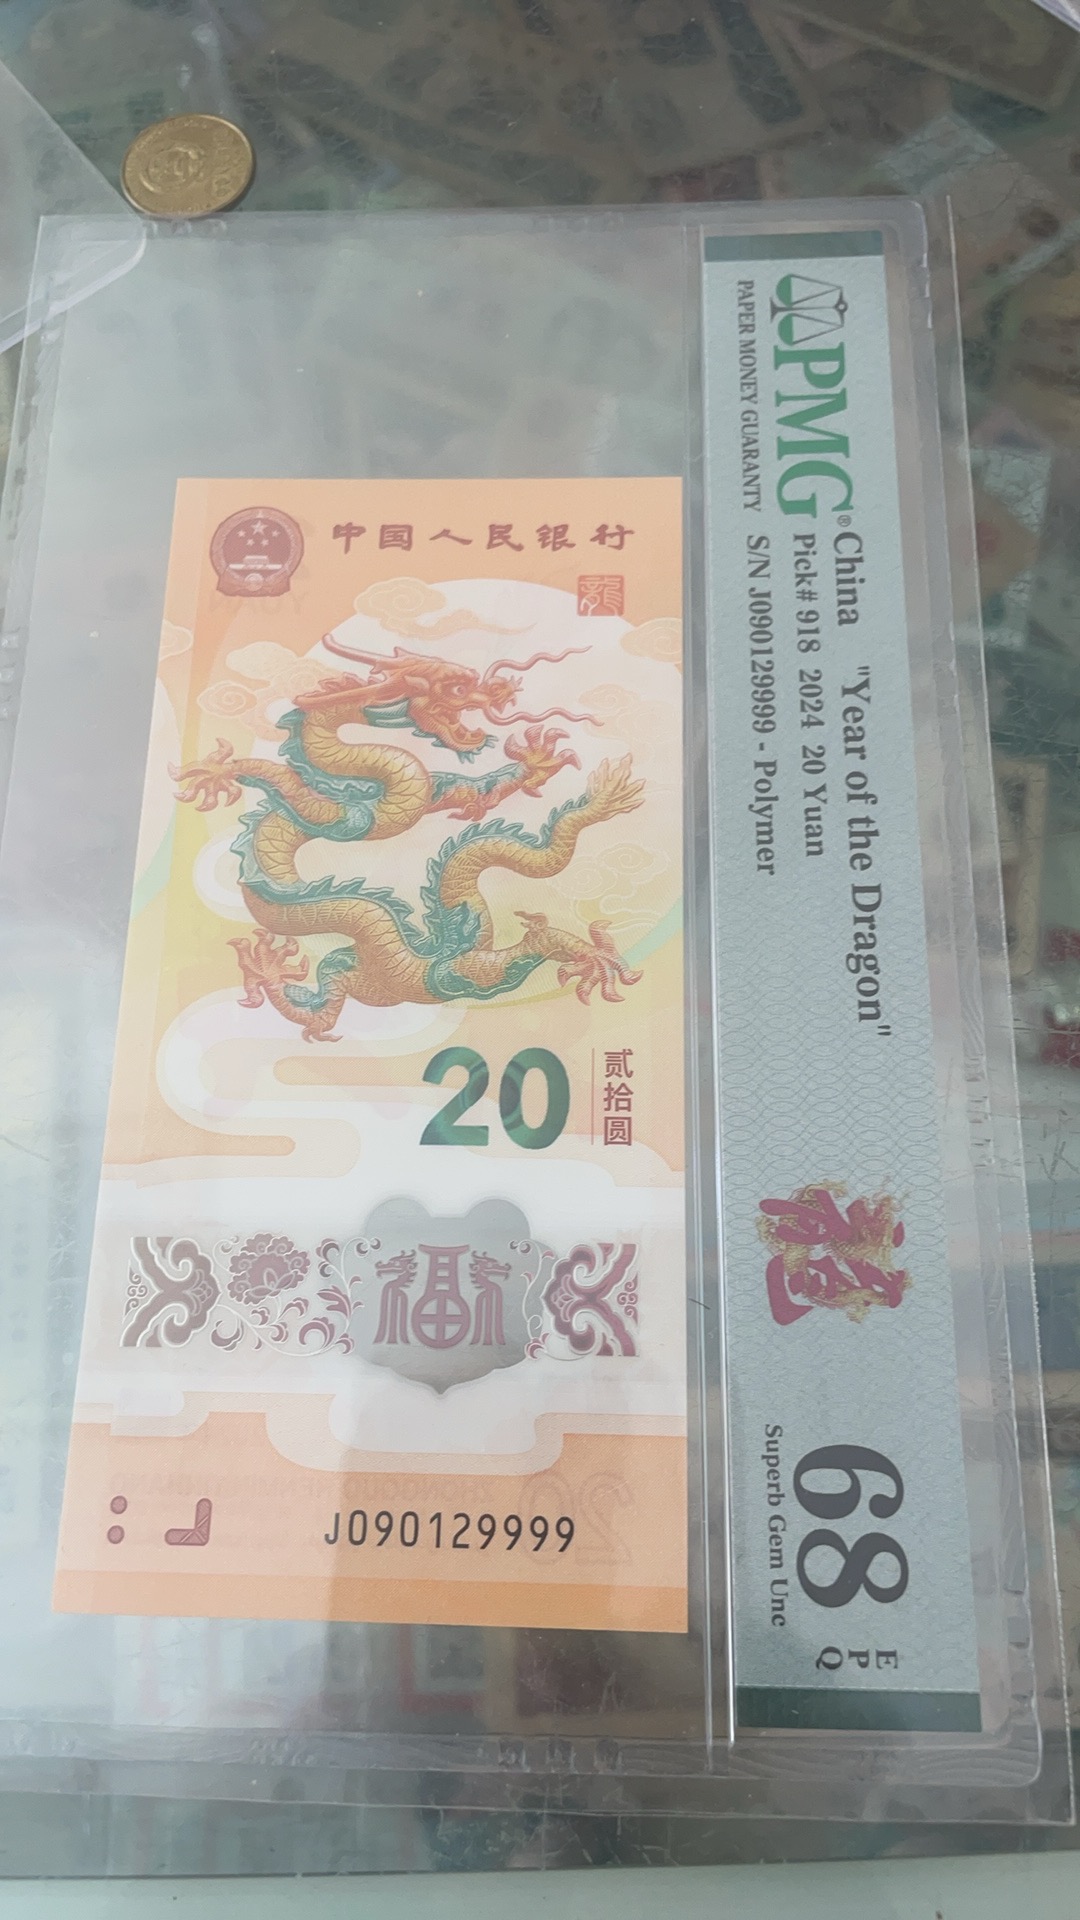 中国人民银行
龍
20
贰拾圆
福
J090129999
PMG®
PAPER MONEY GUARANTY
China "Year of the Dragon"
Pick# 918 2024 20 Yuan
S/N J090129999 - Polymer
68
EPQ
Superb Gem Unc